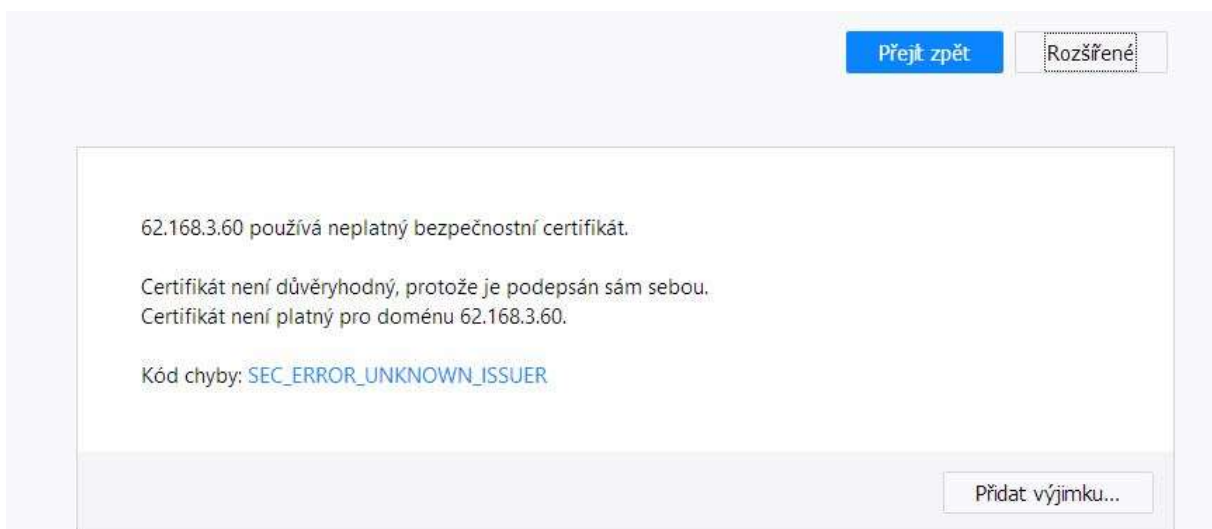 Přejít zpět
Rozšířené
62.168.3.60 používá neplatný bezpečnostní certifikát.
Certifikát není důvěryhodný, protože je podepsán sám sebou.
Certifikát není platný pro doménu 62.168.3.60.
Kód chyby: SEC_ERROR_UNKNOWN_ISSUER
Přidat výjimku...